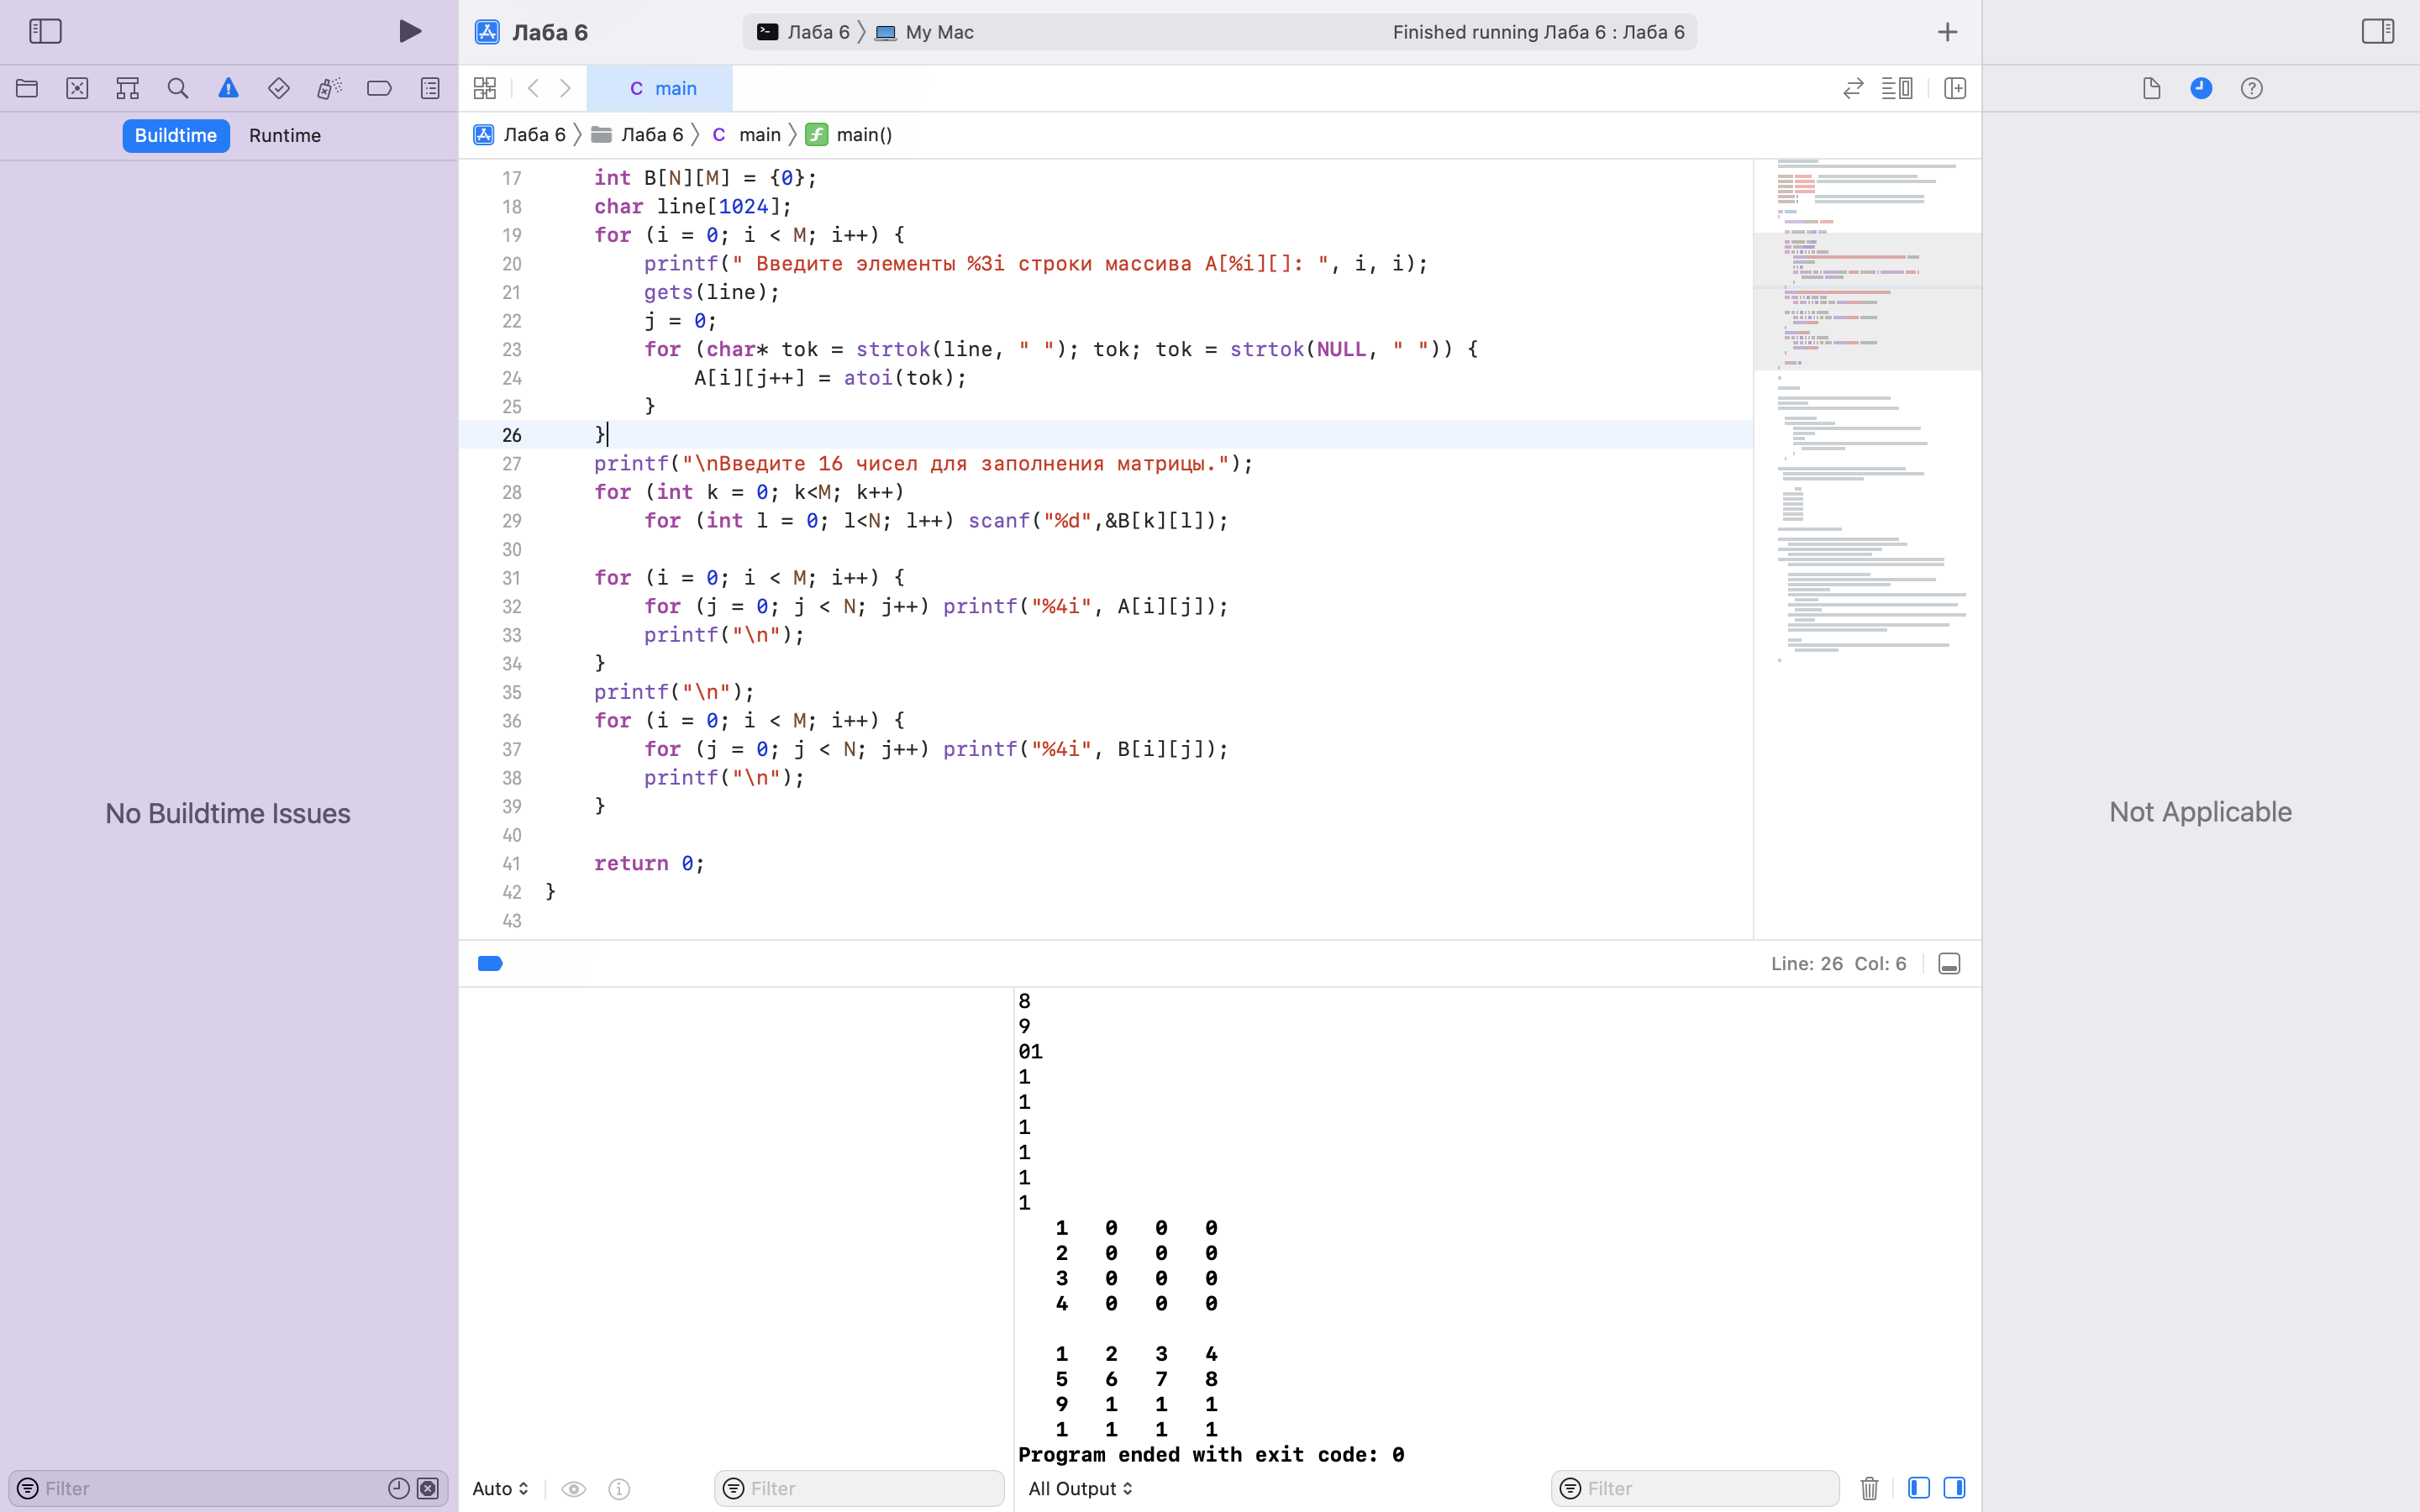 Лаба 6
Лаба 6 My Mac
Finished running Лаба 6 : Лаба 6
Buildtime Runtime
No Buildtime Issues
Filter
C main
Лаба 6 Лаба 6 C main main()
17 int B[N][M] = {0};
18 char line[1024];
19 for (i = 0; i < M; i++) {
20 printf(" Введите элементы %3i строки массива A[%i][]: ", i, i);
21 gets(line);
22 j = 0;
23 for (char* tok = strtok(line, " "); tok; tok = strtok(NULL, " ")) {
24 A[i][j++] = atoi(tok);
25 }
26 }
27 printf("\nВведите 16 чисел для заполнения матрицы.");
28 for (int k = 0; k<M; k++)
29 for (int l = 0; l<N; l++) scanf("%d",&B[k][l]);
30
31 for (i = 0; i < M; i++) {
32 for (j = 0; j < N; j++) printf("%4i", A[i][j]);
33 printf("\n");
34 }
35 printf("\n");
36 for (i = 0; i < M; i++) {
37 for (j = 0; j < N; j++) printf("%4i", B[i][j]);
38 printf("\n");
39 }
40
41 return 0;
42 }
43
Line: 26 Col: 6
8
9
01
1
1
1
1
1
1
1 0 0 0
2 0 0 0
3 0 0 0
4 0 0 0
1 2 3 4
5 6 7 8
9 1 1 1
1 1 1 1
Program ended with exit code: 0
Auto
Filter
All Output
Filter
Not Applicable